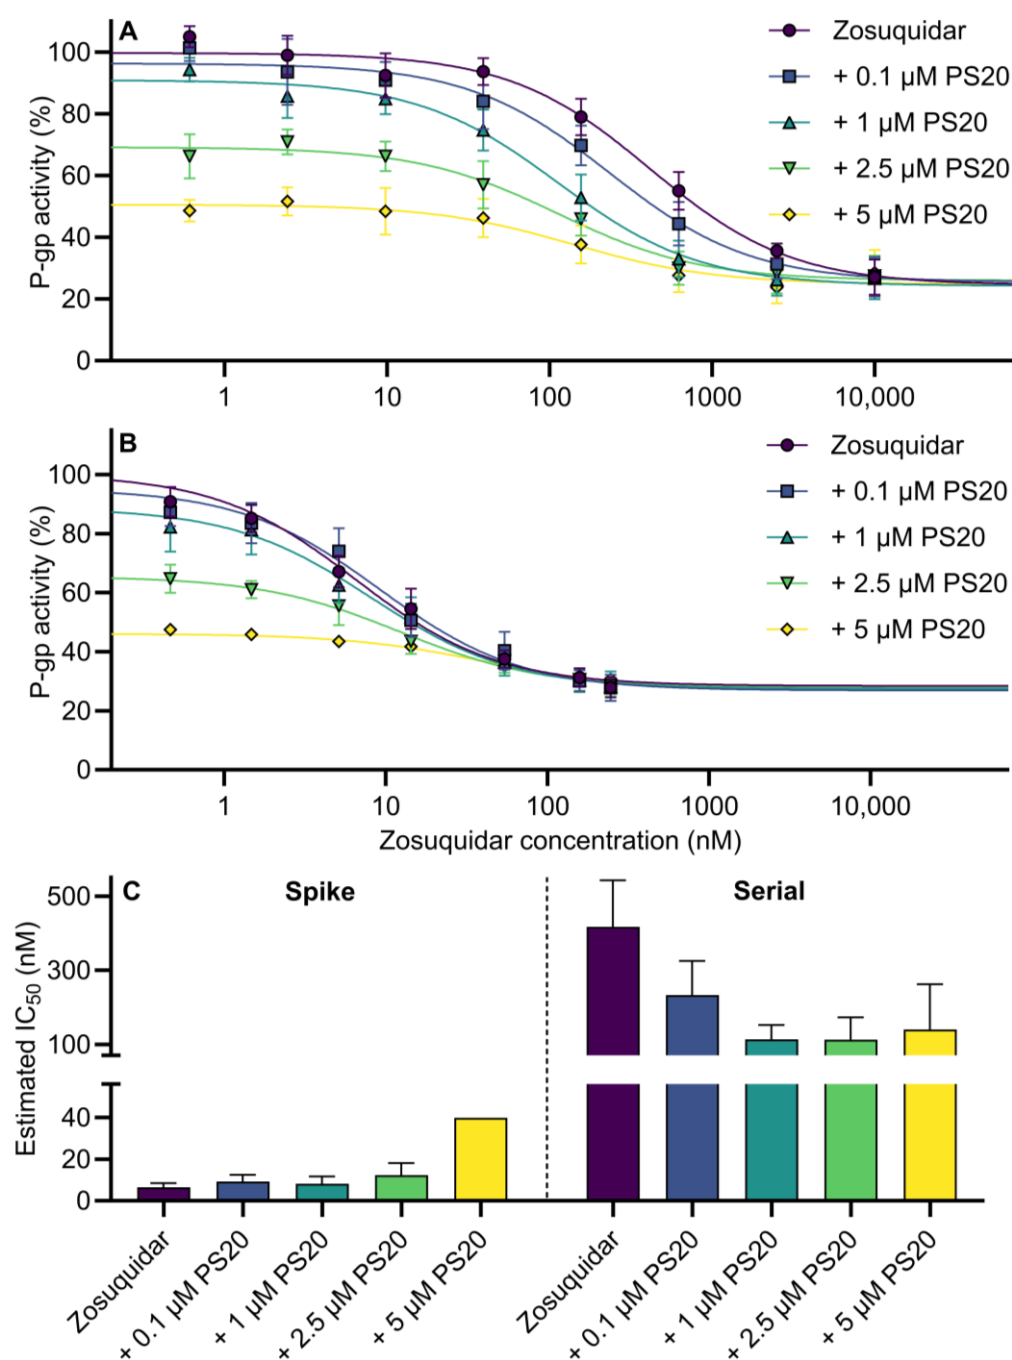 A
P-gp activity (%)
100
80
60
40
20
0
1
10
100
1000
10,000
Zosuquidar
+ 0.1 µM PS20
+ 1 µM PS20
+ 2.5 µM PS20
+ 5 µM PS20
B
P-gp activity (%)
100
80
60
40
20
0
1
10
100
1000
10,000
Zosuquidar concentration (nM)
Zosuquidar
+ 0.1 µM PS20
+ 1 µM PS20
+ 2.5 µM PS20
+ 5 µM PS20
C
Spike
Serial
Estimated IC50 (nM)
500
300
100
40
20
0
Zosuquidar
+ 0.1 µM PS20
+ 1 µM PS20
+ 2.5 µM PS20
+ 5 µM PS20
Zosuquidar
+ 0.1 µM PS20
+ 1 µM PS20
+ 2.5 µM PS20
+ 5 µM PS20